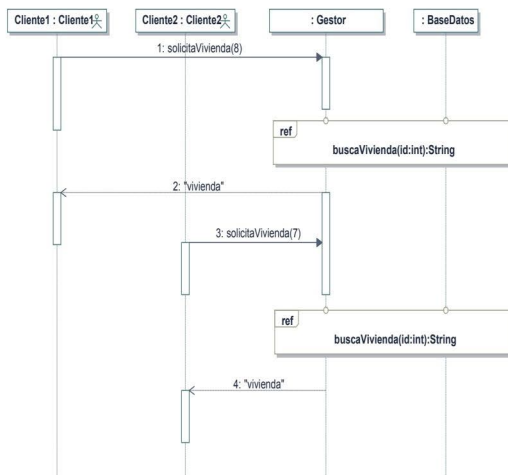 Cliente1 : Cliente1
Cliente2 : Cliente2
: Gestor
: BaseDatos
1: solicitaVivienda(8)
ref
buscaVivienda(id:int):String
2: "vivienda"
3: solicitaVivienda(7)
ref
buscaVivienda(id:int):String
4: "vivienda"